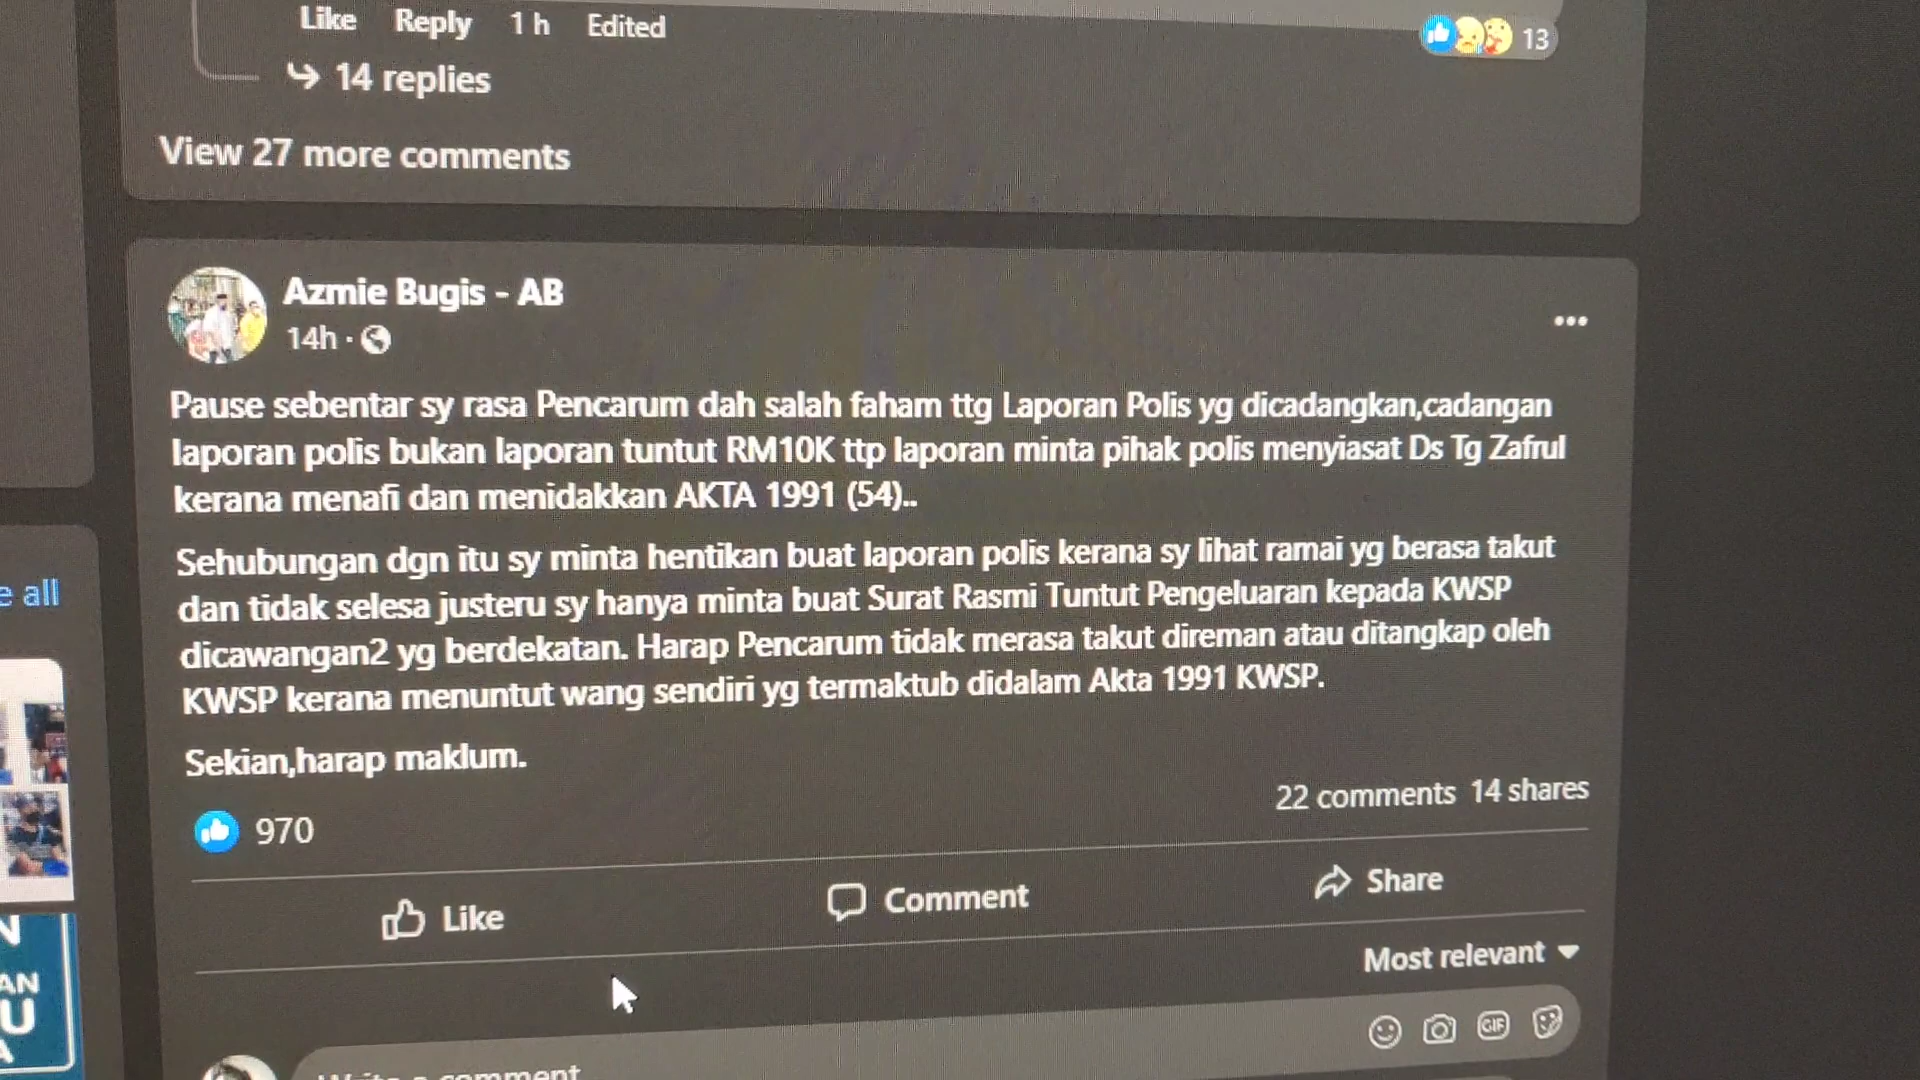 Like Reply 1 h Edited
13
14 replies
View 27 more comments
Azmie Bugis - AB
14h ·
Pause sebentar sy rasa Pencarum dah salah faham ttg Laporan Polis yg dicadangkan,cadangan
laporan polis bukan laporan tuntut RM10K ttp laporan minta pihak polis menyiasat Ds Tg Zafrul
kerana menafi dan menidakkan AKTA 1991 (54)..
Sehubungan dgn itu sy minta hentikan buat laporan polis kerana sy lihat ramai yg berasa takut
dan tidak selesa justeru sy hanya minta buat Surat Rasmi Tuntut Pengeluaran kepada KWSP
dicawangan2 yg berdekatan. Harap Pencarum tidak merasa takut direman atau ditangkap oleh
KWSP kerana menuntut wang sendiri yg termaktub didalam Akta 1991 KWSP.
Sekian,harap maklum.
970
22 comments 14 shares
Like
Comment
Share
Most relevant
GIF
Write a comment
e all
N
AN
U
A